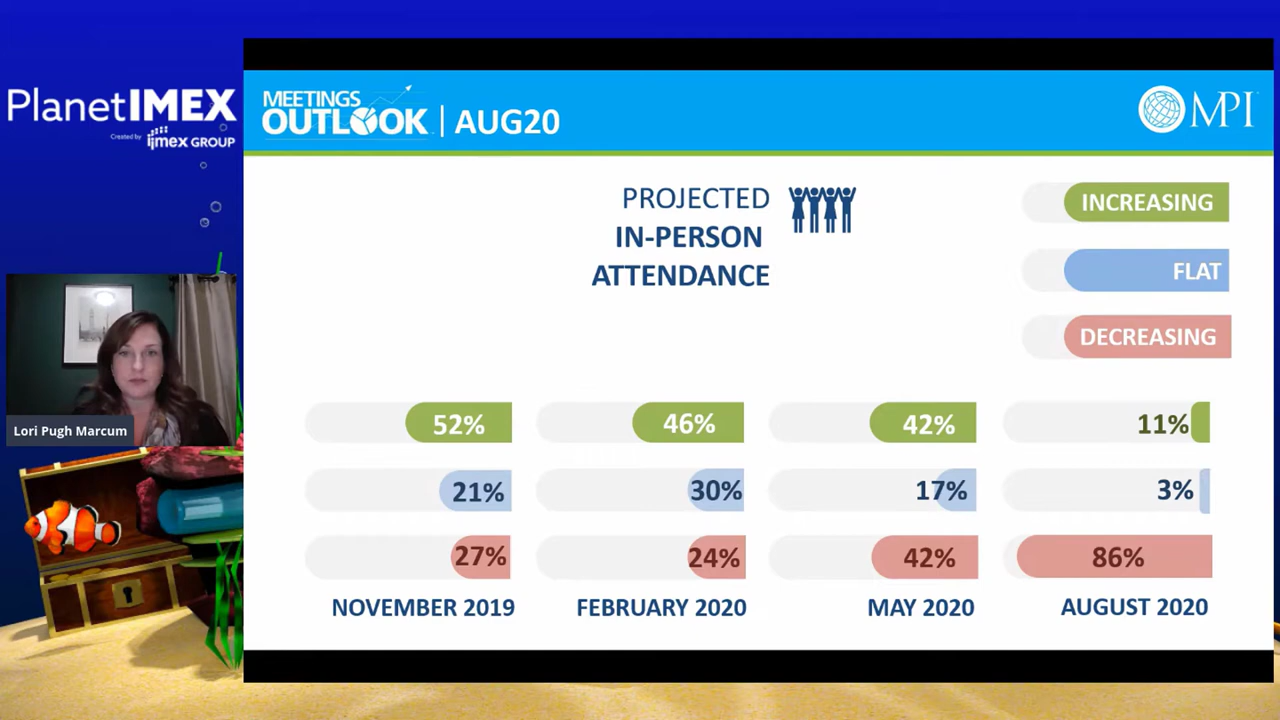 PlanetIMEX
Created by imex GROUP
MEETINGS
OUTLOOK | AUG20
MPI
PROJECTED
IN-PERSON
ATTENDANCE
INCREASING
FLAT
DECREASING
Lori Pugh Marcum
52% 46% 42% 11%
21% 30% 17% 3%
27% 24% 42% 86%
NOVEMBER 2019 FEBRUARY 2020 MAY 2020 AUGUST 2020